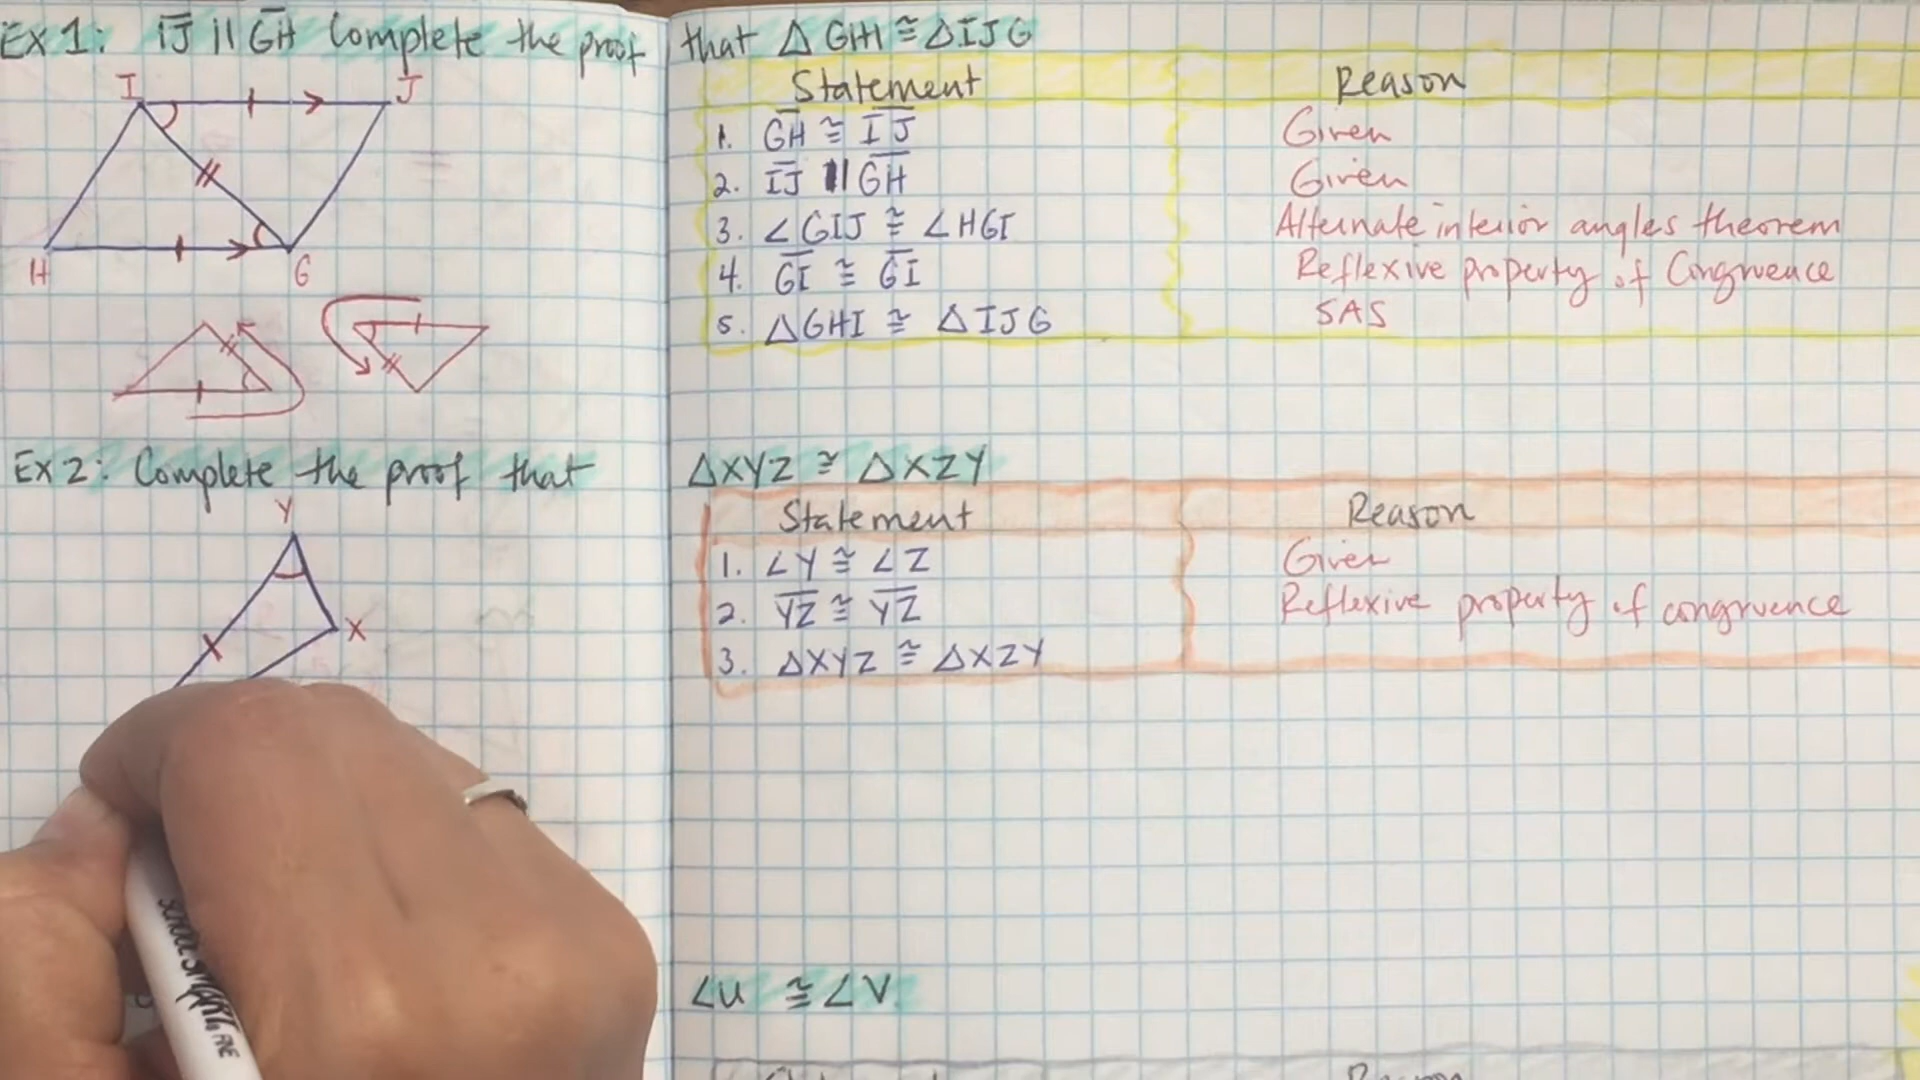 Ex 1: IJ || GH Complete the proof that △GHI ≅ △IJG
I
J
H
G
Statement Reason
1. GH ≅ IJ Given
2. IJ || GH Given
3. ∠GIJ ≅ ∠HGI Alternate interior angles theorem
4. GI ≅ GI Reflexive property of Congruence
5. △GHI ≅ △IJG SAS
Ex 2: Complete the proof that △XYZ ≅ △XZY
Y
X
Statement Reason
1. ∠Y ≅ ∠Z Given
2. YZ ≅ YZ Reflexive property of congruence
3. △XYZ ≅ △XZY
∠U ≅ ∠V
SCHOOL SMART FINE